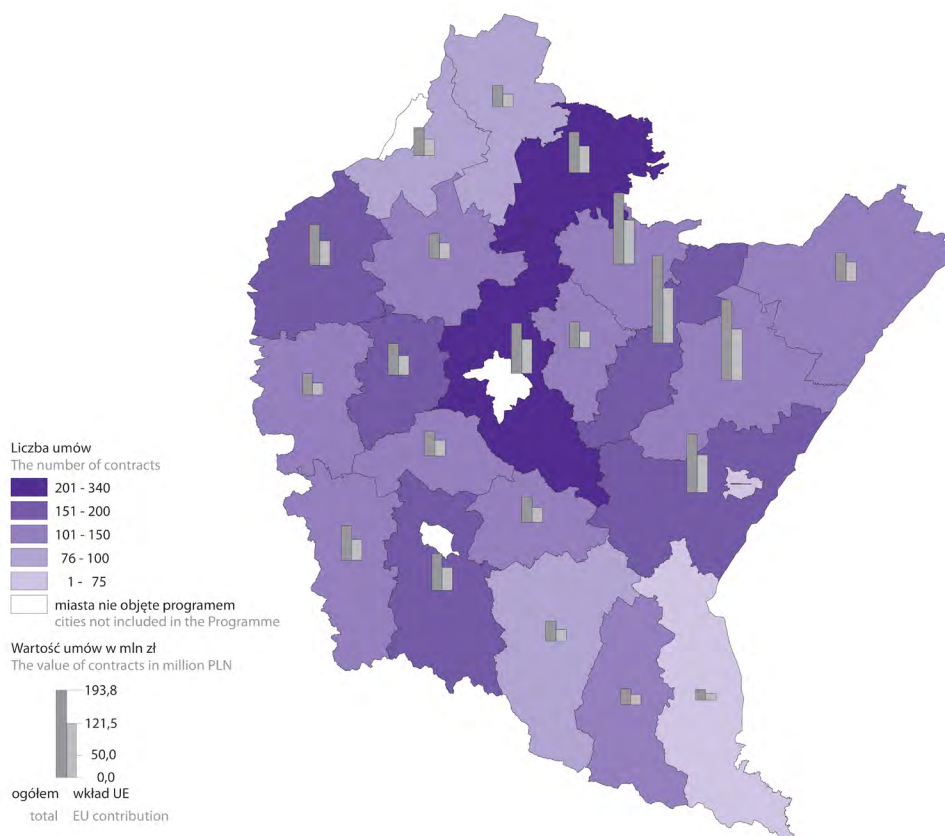 Liczba umów
The number of contracts
201 - 340
151 - 200
101 - 150
76 - 100
1 - 75
miasta nie objęte programem
cities not included in the Programme
Wartość umów w mln zł
The value of contracts in million PLN
193,8
121,5
50,0
0,0
ogółem wkład UE
total EU contribution